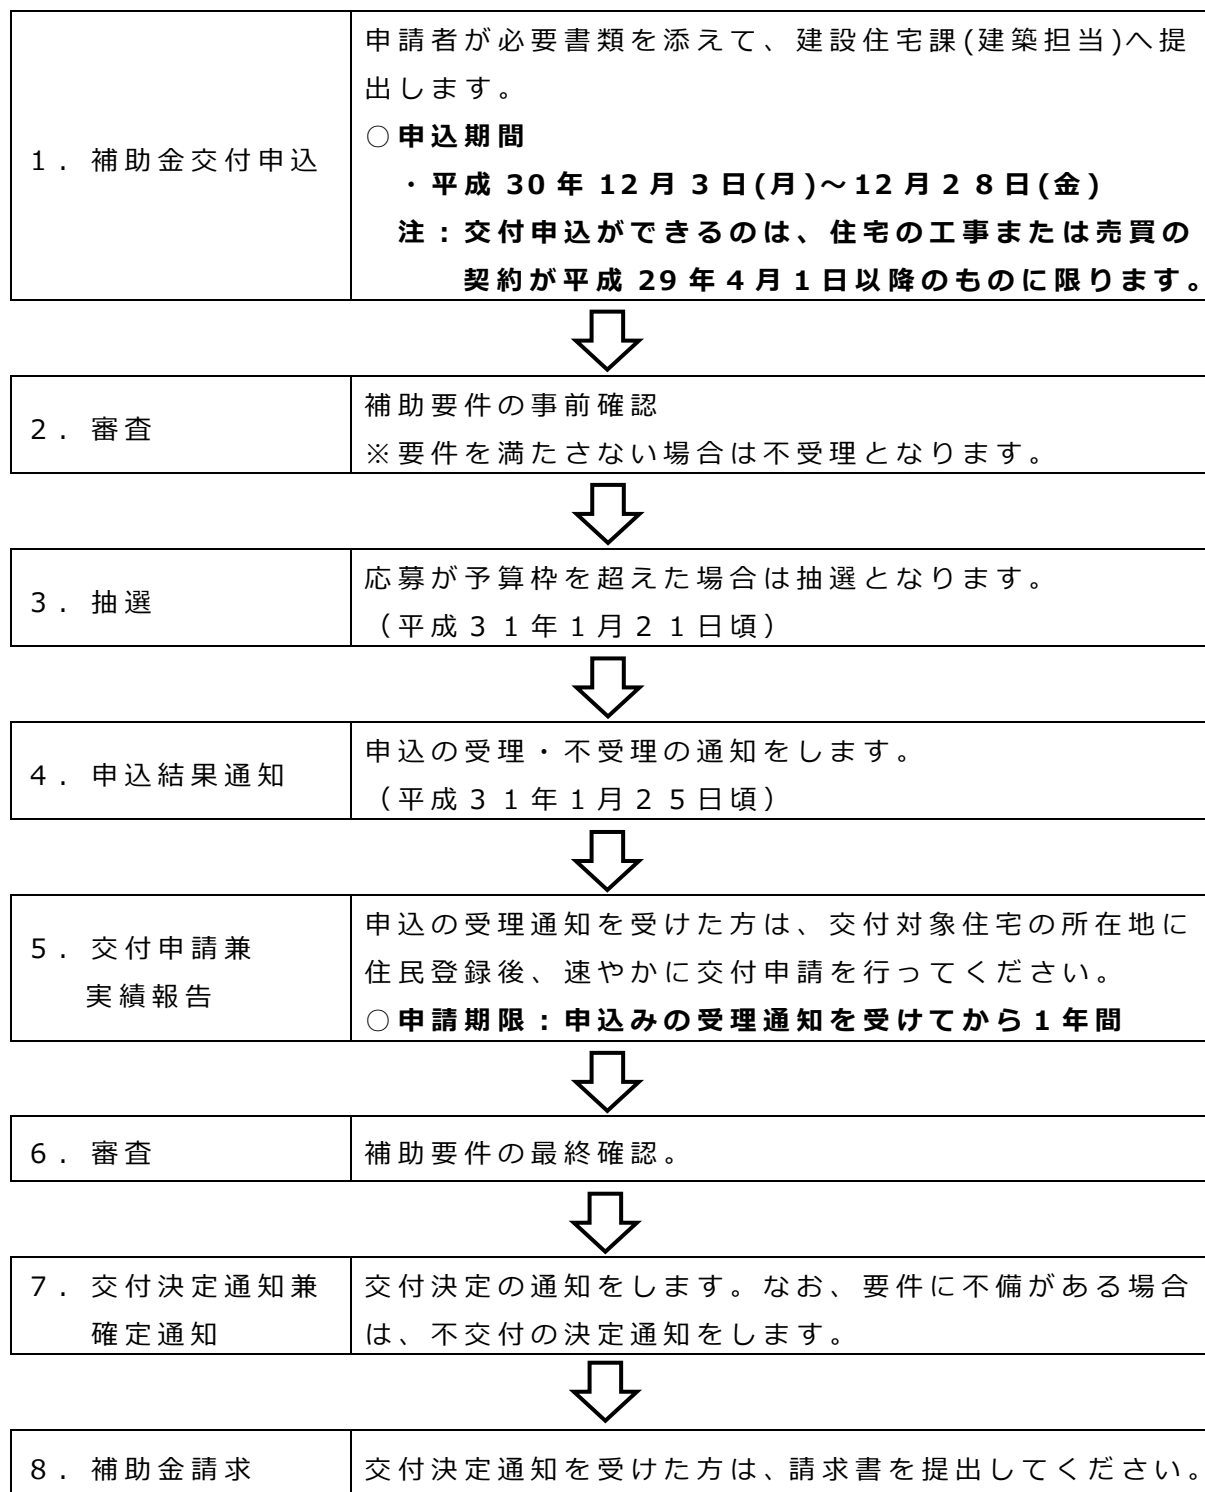 1．補助金交付申込
申請者が必要書類を添えて、建設住宅課(建築担当)へ提
出します。
○申込期間
・平成30年12月3日(月)～12月２８日(金)
注：交付申込ができるのは、住宅の工事または売買の
契約が平成29年４月１日以降のものに限ります。
2．審査
補助要件の事前確認
※要件を満たさない場合は不受理となります。
3．抽選
応募が予算枠を超えた場合は抽選となります。
（平成３１年１月２１日頃）
4．申込結果通知
申込の受理・不受理の通知をします。
（平成３１年１月２５日頃）
5．交付申請兼
実績報告
申込の受理通知を受けた方は、交付対象住宅の所在地に
住民登録後、速やかに交付申請を行ってください。
○申請期限：申込みの受理通知を受けてから１年間
6．審査
補助要件の最終確認。
7．交付決定通知兼
確定通知
交付決定の通知をします。なお、要件に不備がある場合
は、不交付の決定通知をします。
8．補助金請求
交付決定通知を受けた方は、請求書を提出してください。